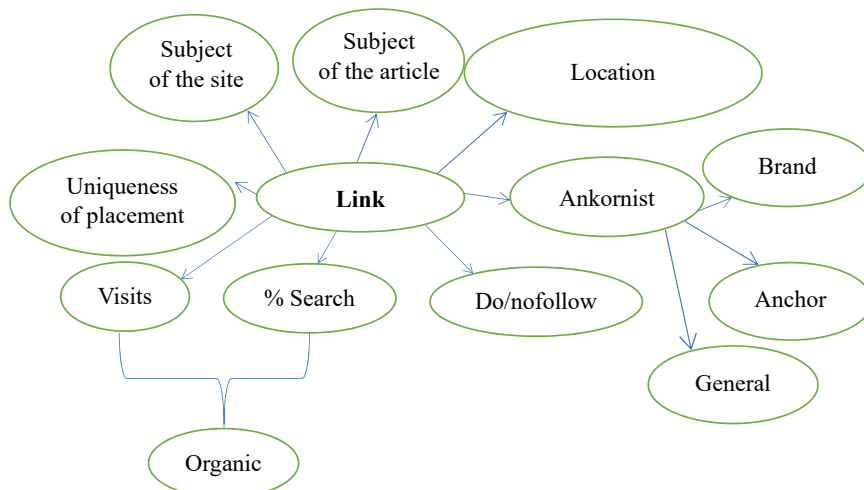 Subject
of the site
Subject
of the article
Location
Brand
Uniqueness
of placement
Link
Ankornist
Visits
% Search
Do/nofollow
Anchor
General
Organic